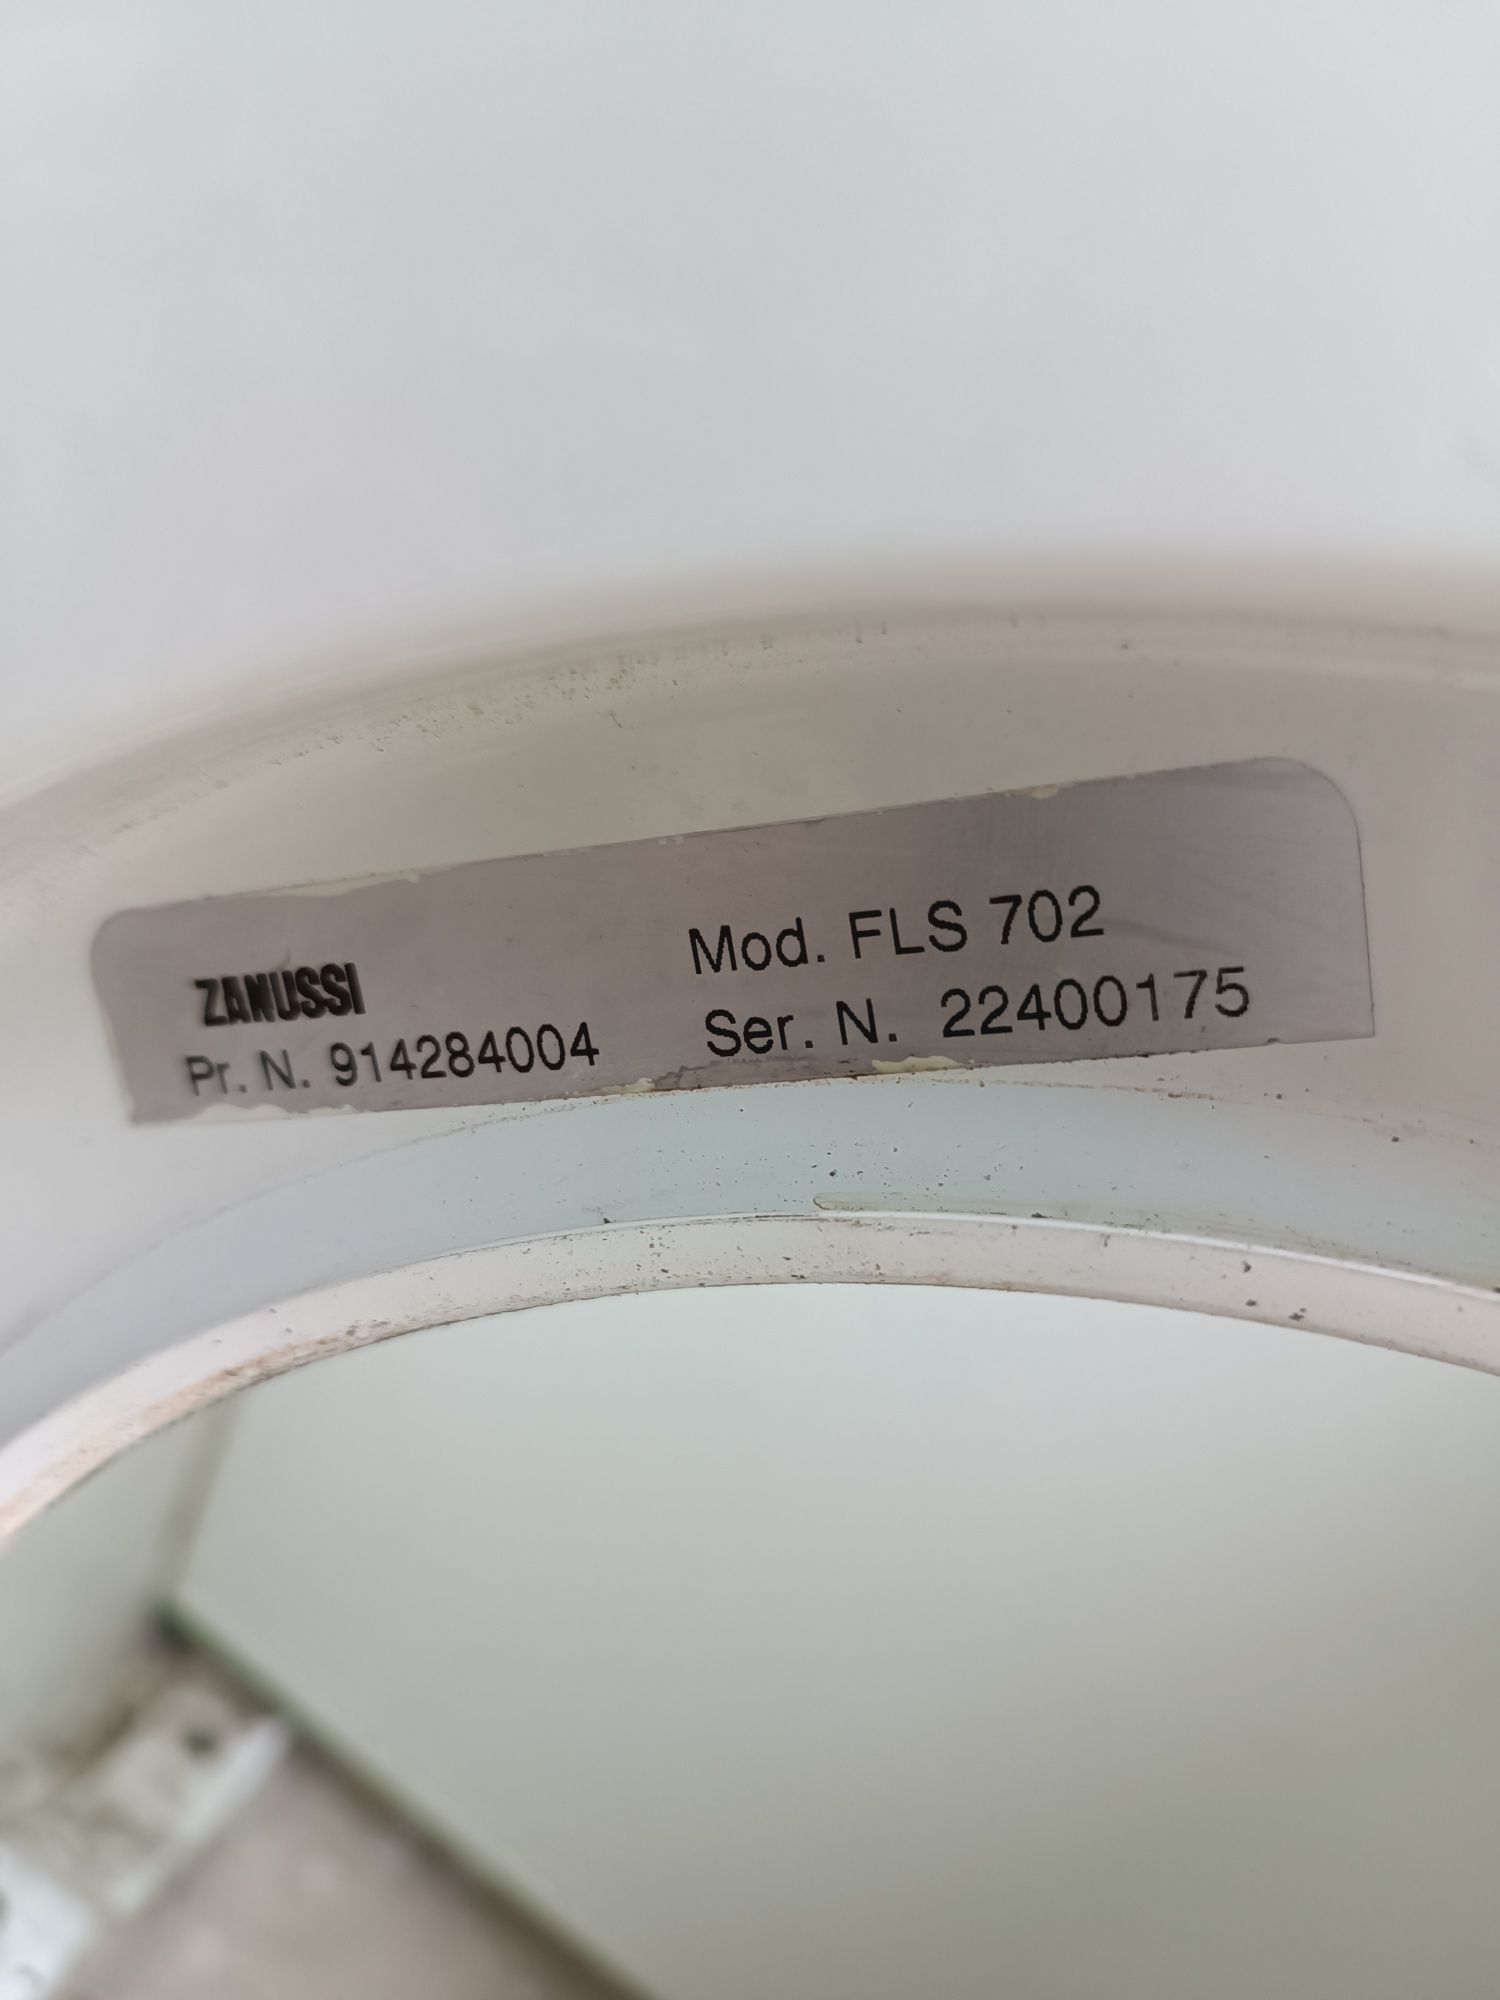 ZANUSSI
Pr. N. 914284004
Mod. FLS 702
Ser. N. 22400175